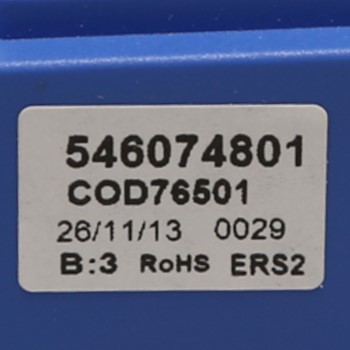 546074801
COD76501
26/11/13 0029
B:3 RoHS ERS2